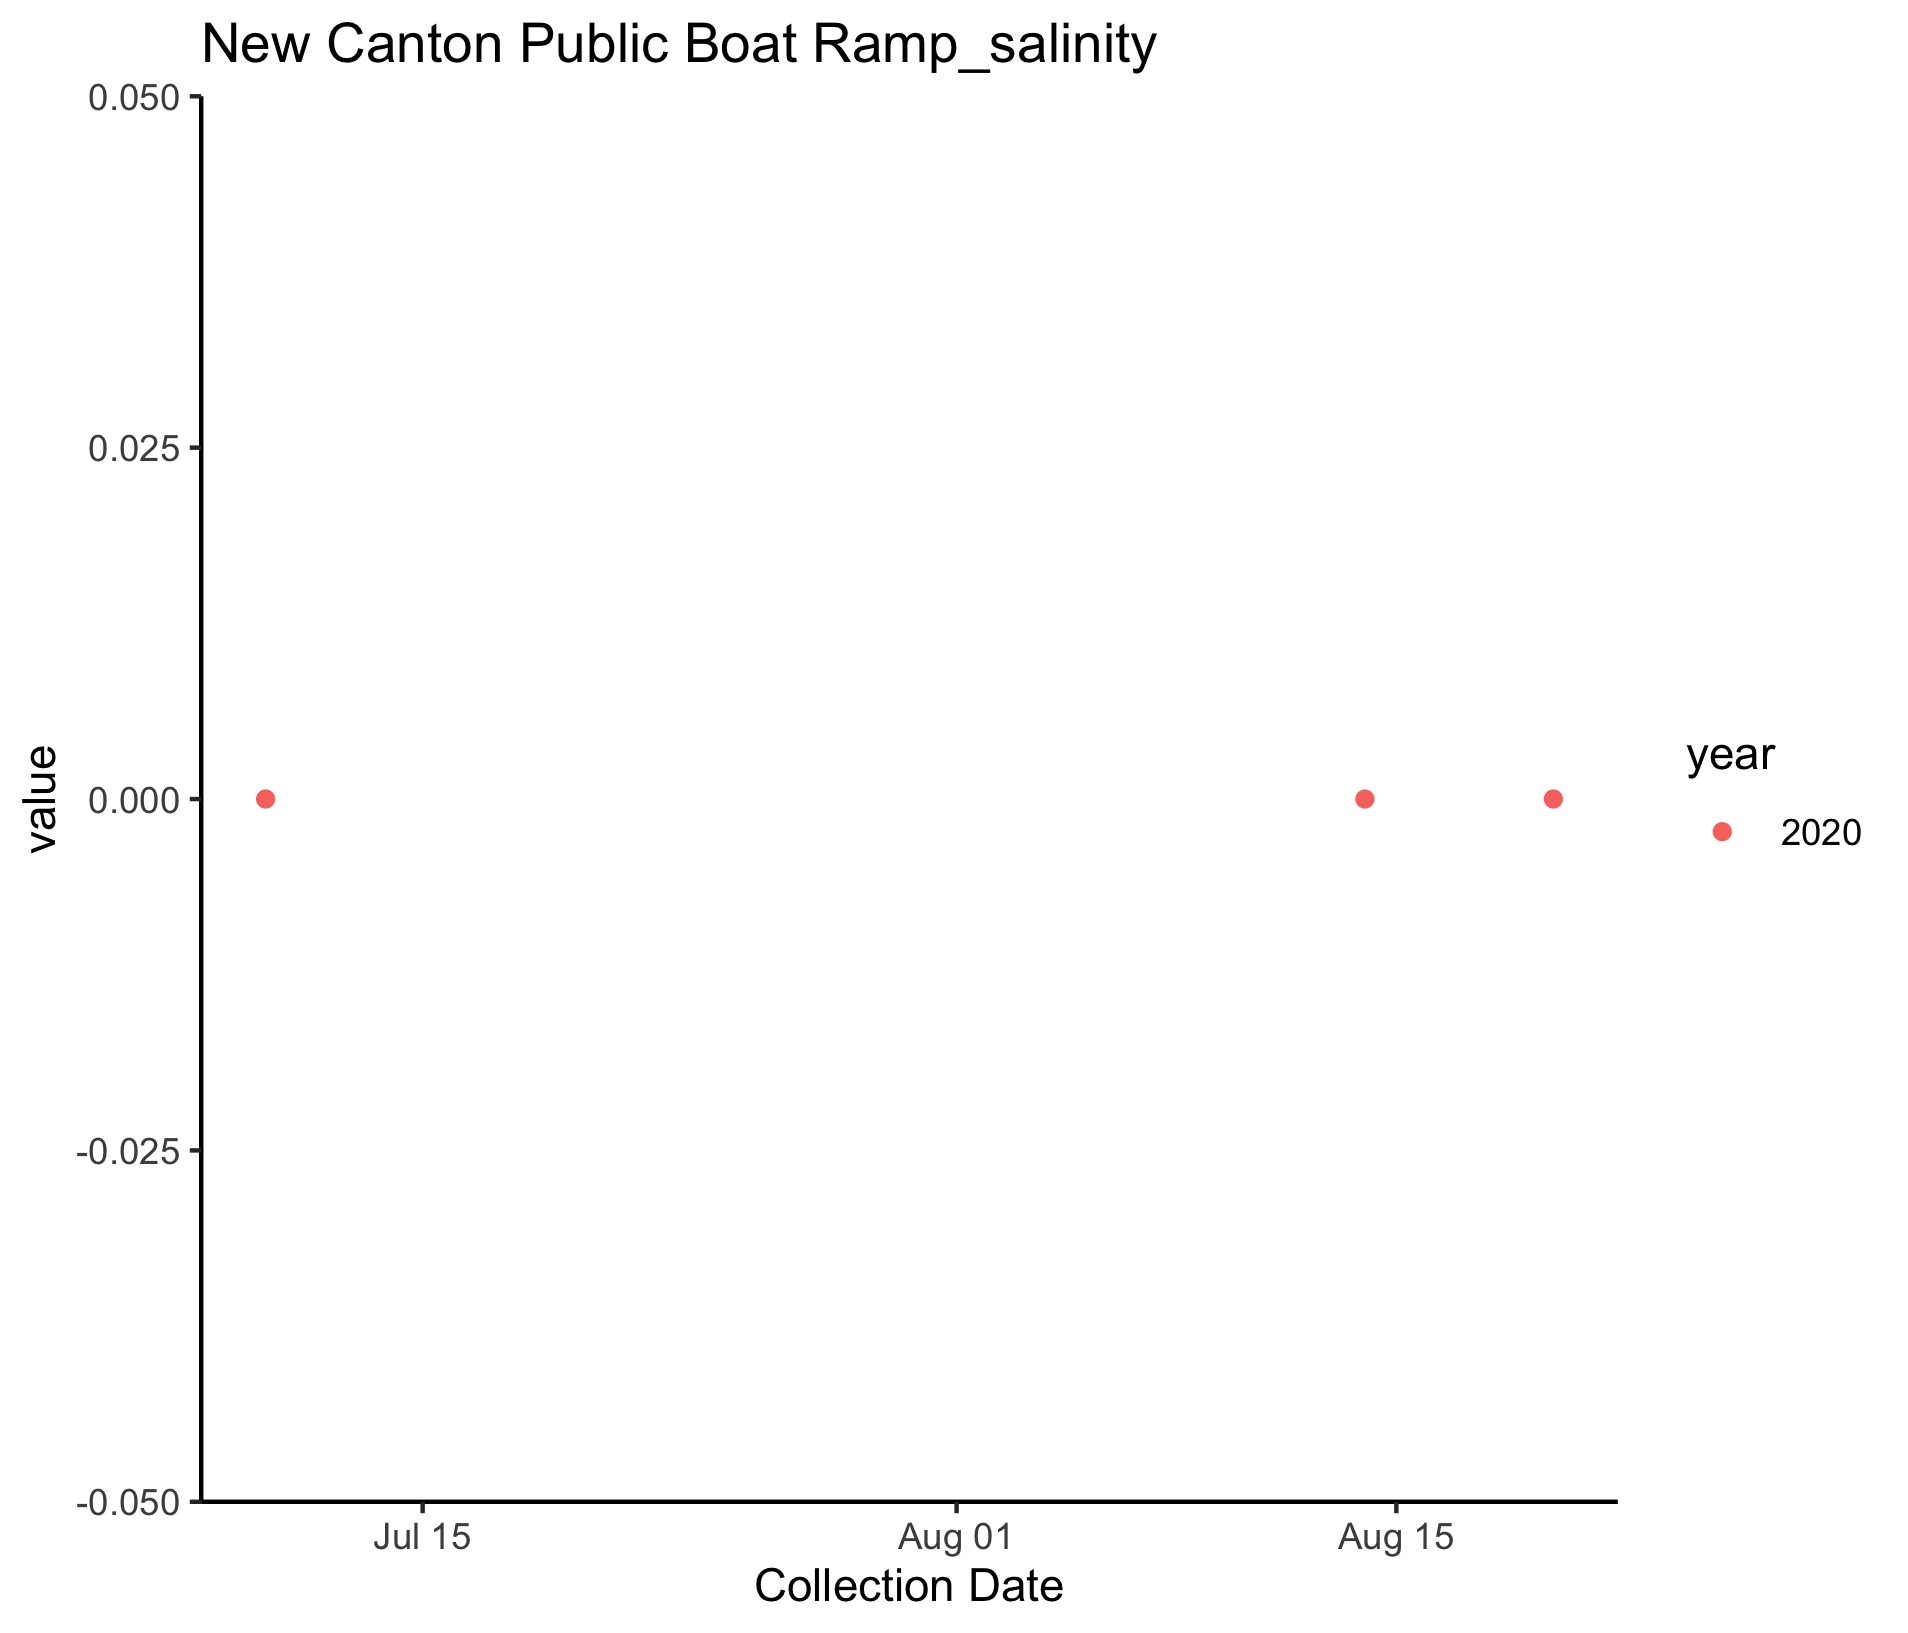 New Canton Public Boat Ramp_salinity
0.050
0.025
0.000
-0.025
-0.050
value
Jul 15
Aug 01
Aug 15
Collection Date
year
2020